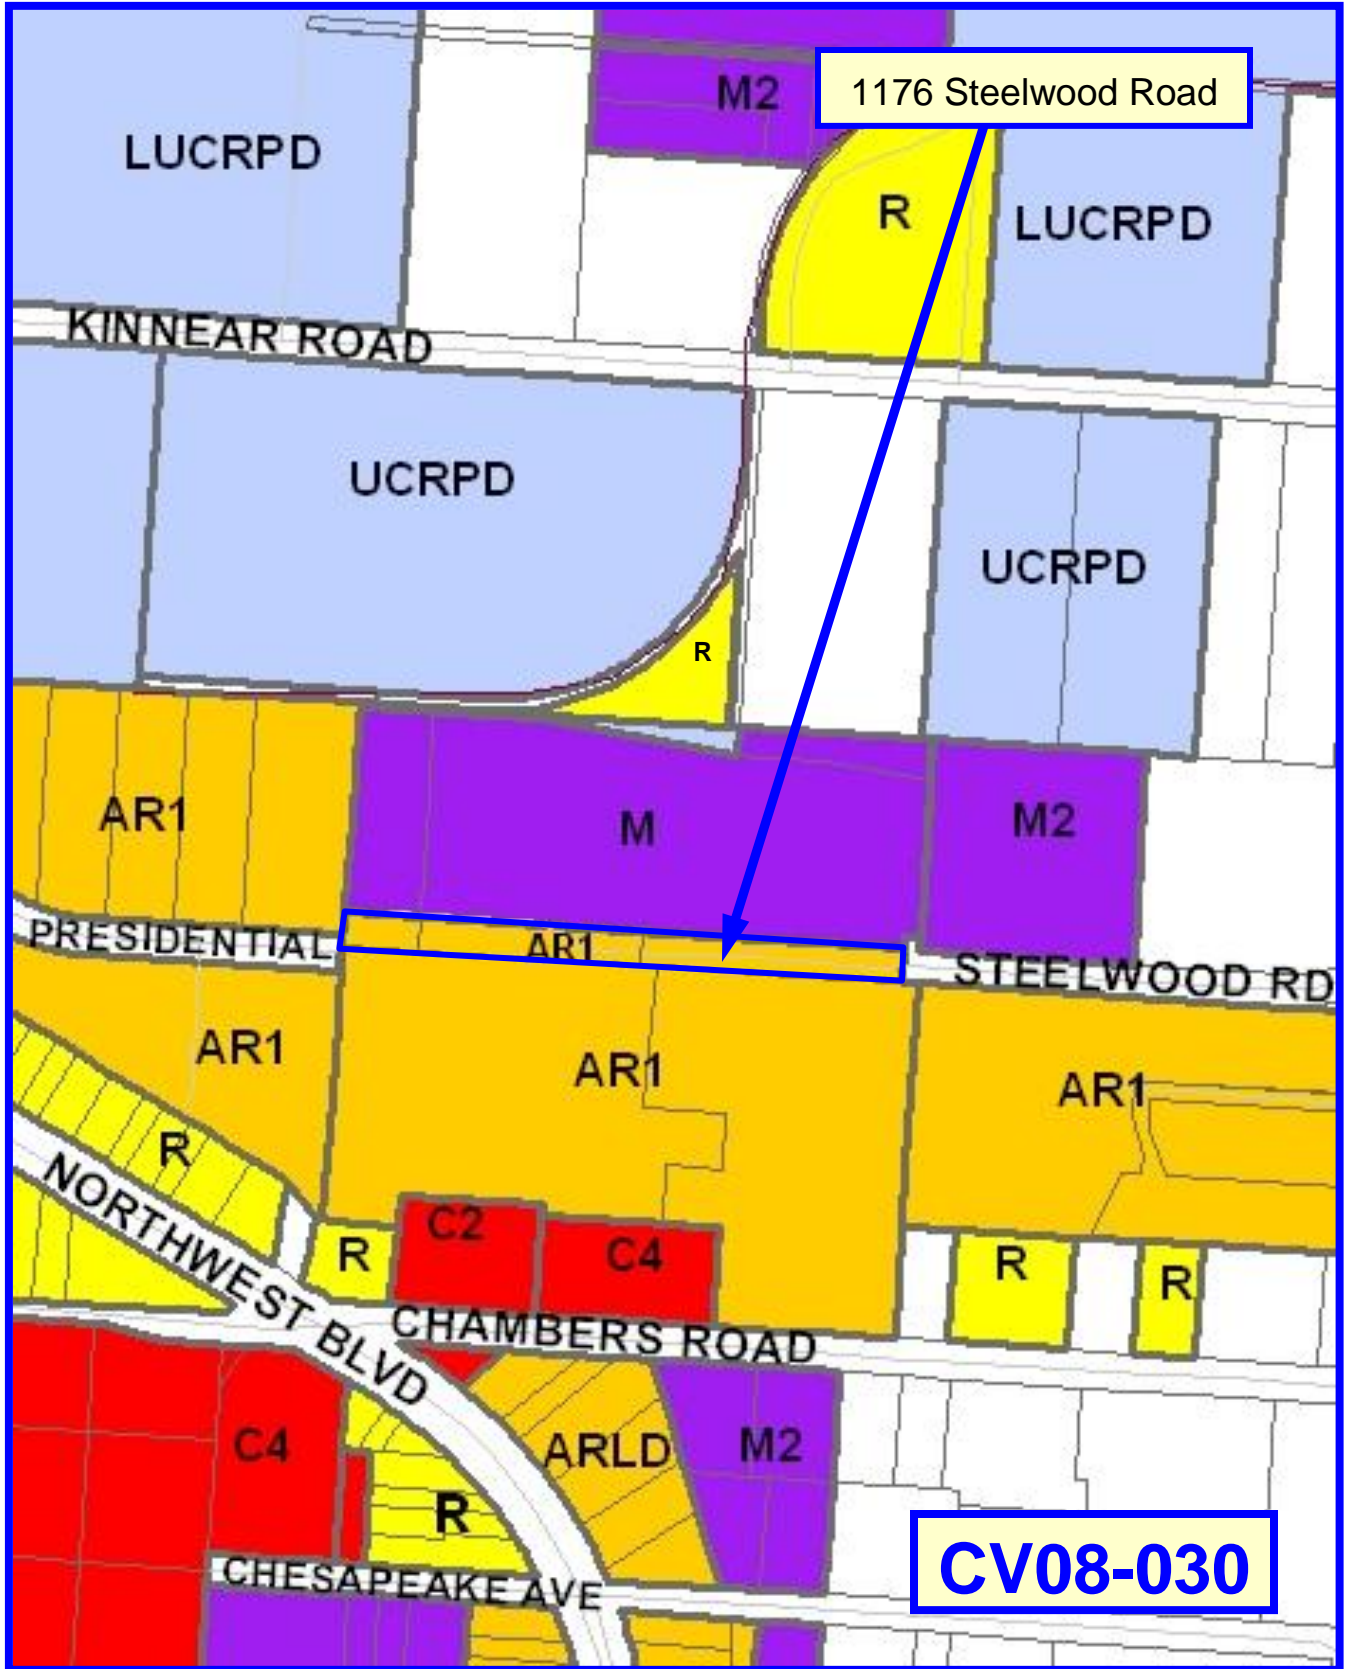 M2
1176 Steelwood Road
LUCRPD
R
LUCRPD
KINNEAR ROAD
UCRPD
UCRPD
R
AR1
M
M2
PRESIDENTIAL
AR1
STEELWOOD RD
AR1
AR1
AR1
R
NORTHWEST BLVD
R
C2
C4
R
R
CHAMBERS ROAD
C4
ARLD
M2
R
CV08-030
CHESAPEAKE AVE